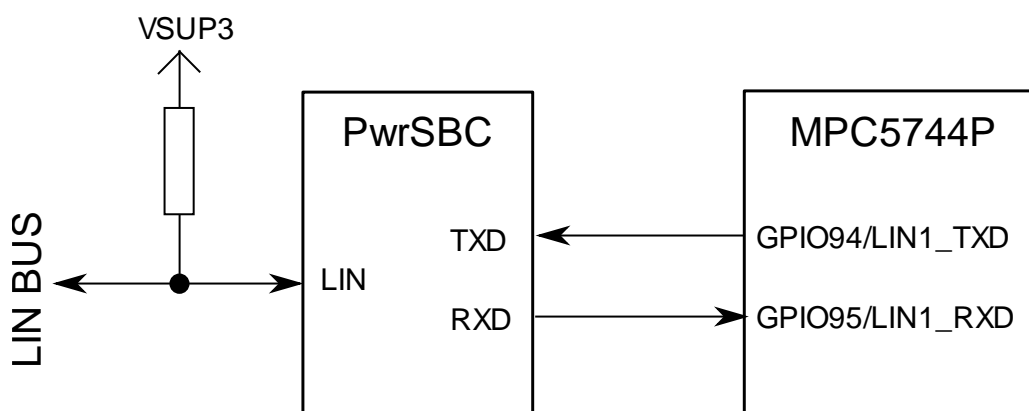 VSUP3
PwrSBC
MPC5744P
LIN BUS
LIN
TXD
RXD
GPIO94/LIN1_TXD
GPIO95/LIN1_RXD